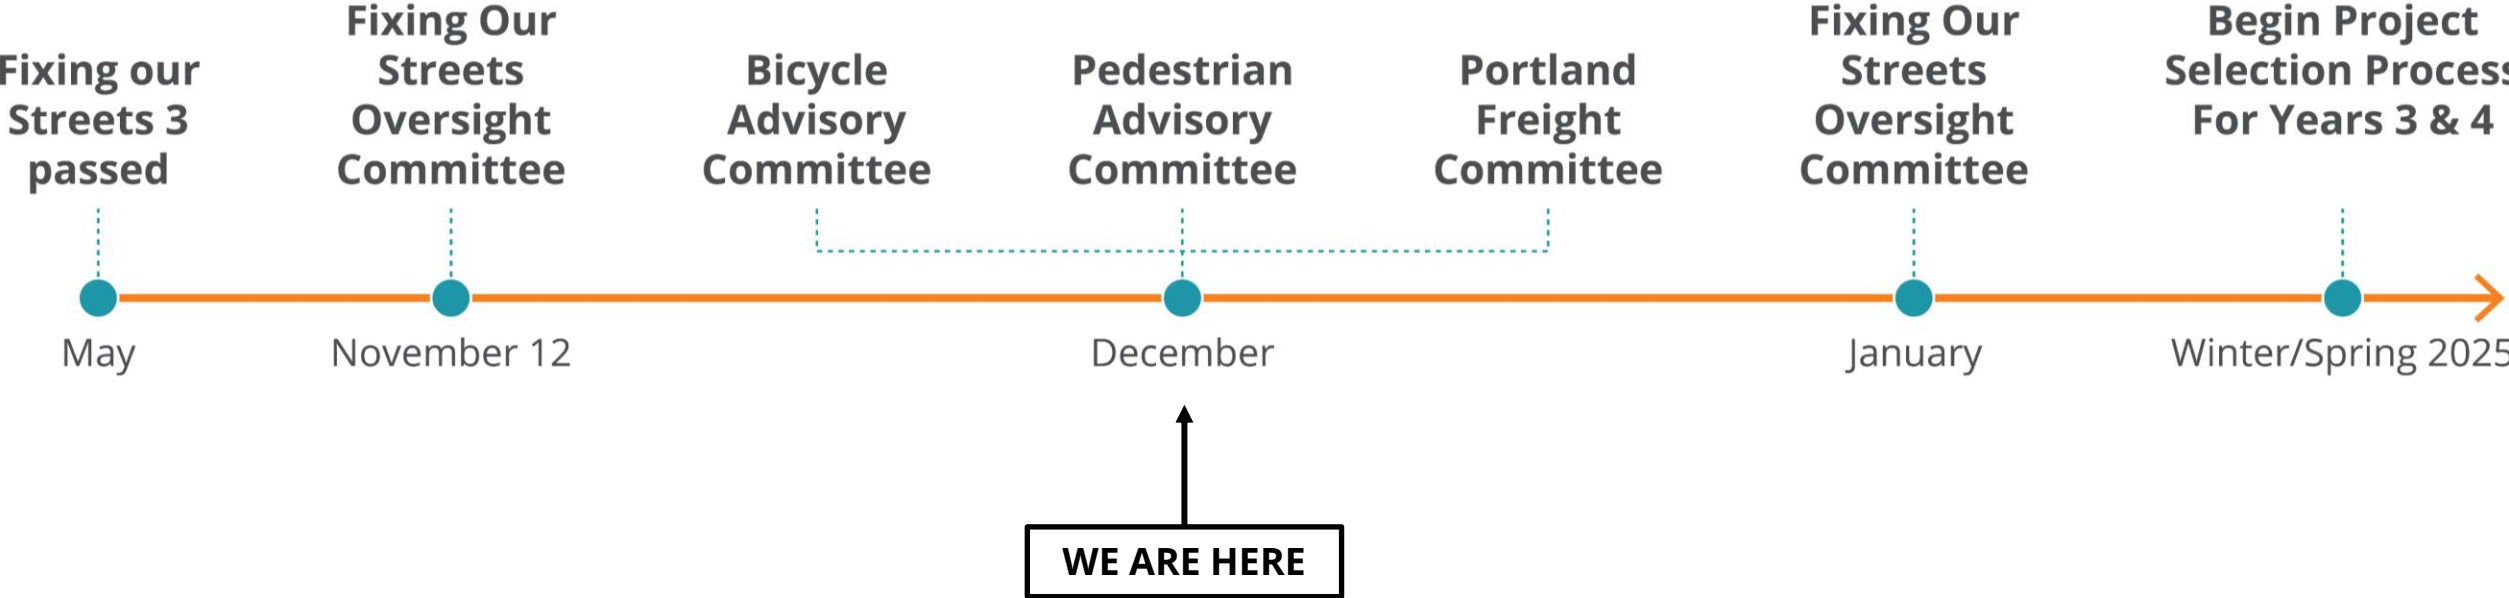 Fixing our
Streets 3
passed
Fixing Our
Streets
Oversight
Committee
Bicycle
Advisory
Committee
Pedestrian
Advisory
Committee
Portland
Freight
Committee
Fixing Our
Streets
Oversight
Committee
Begin Project
Selection Process
For Years 3 & 4
May
November 12
December
January
Winter/Spring 2025
WE ARE HERE